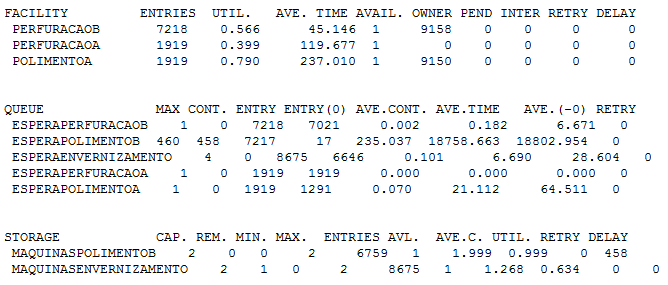 FACILITY ENTRIES UTIL. AVE. TIME AVAIL. OWNER PEND INTER RETRY DELAY
PERFURACAOB 7218 0.566 45.146 1 9158 0 0 0 0
PERFURACAOA 1919 0.399 119.677 1 0 0 0 0 0
POLIMENTOA 1919 0.790 237.010 1 9150 0 0 0 0
QUEUE MAX CONT. ENTRY ENTRY(0) AVE.CONT. AVE.TIME AVE.(-0) RETRY
ESPERAPERFURACAOB 1 0 7218 7021 0.002 0.182 6.671 0
ESPERAPOLIMENTOB 460 458 7217 17 235.037 18758.663 18802.954 0
ESPERAENVERNIZAMENTO 4 0 8675 6646 0.101 6.690 28.604 0
ESPERAPERFURACAOA 1 0 1919 1919 0.000 0.000 0.000 0
ESPERAPOLIMENTOA 1 0 1919 1291 0.070 21.112 64.511 0
STORAGE CAP. REM. MIN. MAX. ENTRIES AVL. AVE.C. UTIL. RETRY DELAY
MAQUINASPOLIMENTOB 2 0 0 2 6759 1 1.999 0.999 0 458
MAQUINASENVERNIZAMENTO 2 1 0 2 8675 1 1.268 0.634 0 0